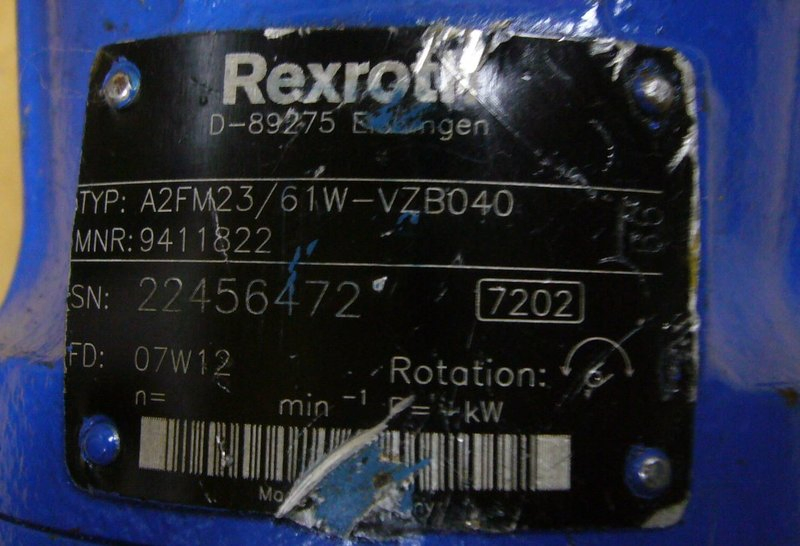 Rexroth
D-89275 Elchingen
TYP: A2FM23/61W-VZB040
MNR: 9411822
SN: 22456472
7202
FD: 07W12
Rotation:
n= min⁻¹ P= kW